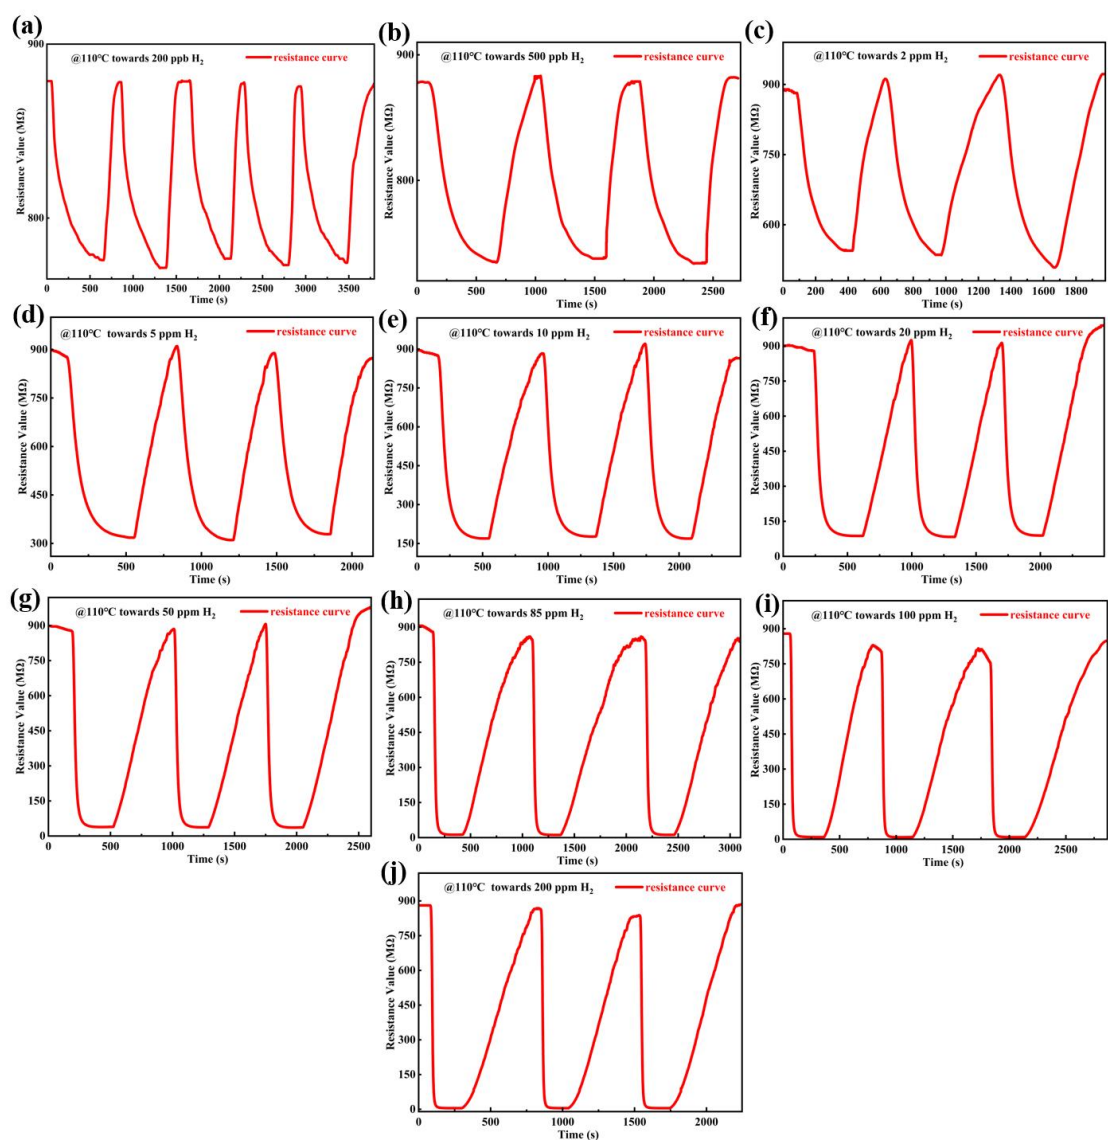 (a)
@110℃ towards 200 ppb H₂ resistance curve
900
800
Resistance Value (MΩ)
0 500 1000 1500 2000 2500 3000 3500
Time (s)
(b)
@110℃ towards 500 ppb H₂ resistance curve
900
800
Resistance Value (MΩ)
0 500 1000 1500 2000 2500
Time (s)
(c)
@110℃ towards 2 ppm H₂ resistance curve
900
750
600
Resistance Value (MΩ)
0 200 400 600 800 1000 1200 1400 1600 1800
Time (s)
(d)
@110℃ towards 5 ppm H₂ resistance curve
900
750
600
450
300
Resistance Value (MΩ)
0 500 1000 1500 2000
Time (s)
(e)
@110℃ towards 10 ppm H₂ resistance curve
900
750
600
450
300
150
Resistance Value (MΩ)
0 500 1000 1500 2000
Time (s)
(f)
@110℃ towards 20 ppm H₂ resistance curve
900
750
600
450
300
150
0
Resistance Value (MΩ)
0 500 1000 1500 2000
Time (s)
(g)
@110℃ towards 50 ppm H₂ resistance curve
900
750
600
450
300
150
0
Resistance Value (MΩ)
0 500 1000 1500 2000 2500
Time (s)
(h)
@110℃ towards 85 ppm H₂ resistance curve
900
750
600
450
300
150
0
Resistance Value (MΩ)
0 500 1000 1500 2000 2500 3000
Time (s)
(i)
@110℃ towards 100 ppm H₂ resistance curve
900
750
600
450
300
150
0
Resistance Value (MΩ)
0 500 1000 1500 2000 2500
Time (s)
(j)
@110℃ towards 200 ppm H₂ resistance curve
900
750
600
450
300
150
0
Resistance Value (MΩ)
0 500 1000 1500 2000
Time (s)